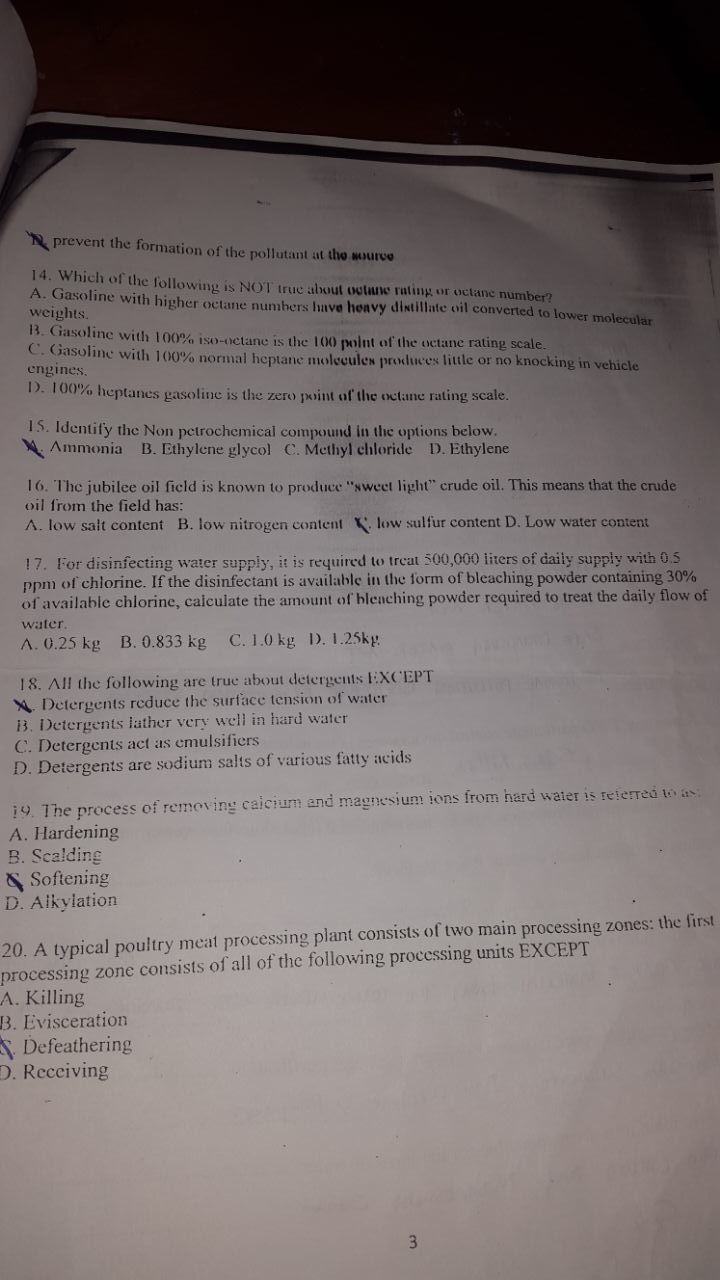 D. prevent the formation of the pollutant at the source
14. Which of the following is NOT true about octane rating or octane number?
A. Gasoline with higher octane numbers have heavy distillate oil converted to lower molecular
weights.
B. Gasoline with 100% iso-octane is the 100 point of the octane rating scale.
C. Gasoline with 100% normal heptane molecules produces little or no knocking in vehicle
engines.
D. 100% heptanes gasoline is the zero point of the octane rating scale.
15. Identify the Non petrochemical compound in the options below.
A. Ammonia B. Ethylene glycol C. Methyl chloride D. Ethylene
16. The jubilee oil field is known to produce "sweet light" crude oil. This means that the crude
oil from the field has:
A. low salt content B. low nitrogen content C. low sulfur content D. Low water content
17. For disinfecting water supply, it is required to treat 500,000 liters of daily supply with 0.5
ppm of chlorine. If the disinfectant is available in the form of bleaching powder containing 30%
of available chlorine, calculate the amount of bleaching powder required to treat the daily flow of
water.
A. 0.25 kg B. 0.833 kg C. 1.0 kg D. 1.25kg
18. All the following are true about detergents EXCEPT
A. Detergents reduce the surface tension of water
B. Detergents lather very well in hard water
C. Detergents act as emulsifiers
D. Detergents are sodium salts of various fatty acids
19. The process of removing calcium and magnesium ions from hard water is referred to as:
A. Hardening
B. Scalding
C. Softening
D. Alkylation
20. A typical poultry meat processing plant consists of two main processing zones: the first
processing zone consists of all of the following processing units EXCEPT
A. Killing
B. Evisceration
C. Defeathering
D. Receiving
3